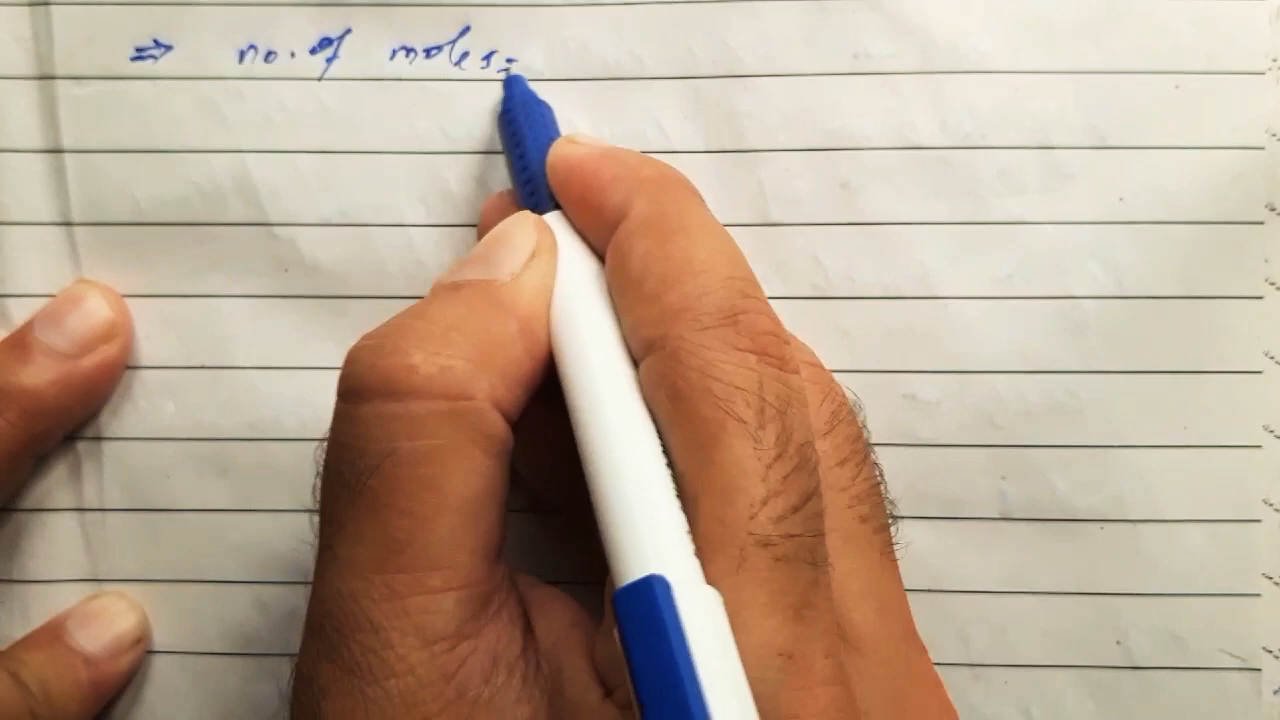 ⇒ no. of moles =